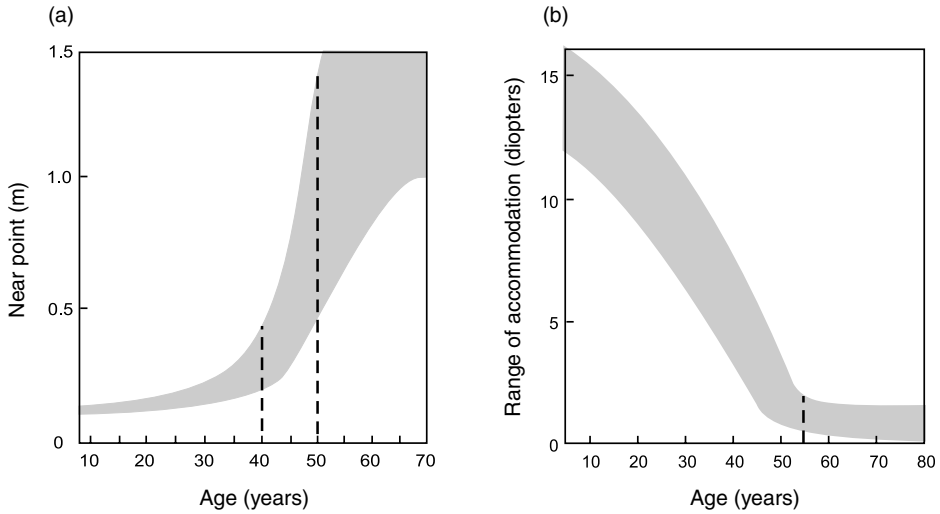 (a)
(b)
1.5
1.0
0.5
0
Near point (m)
10 20 30 40 50 60 70
Age (years)
15
10
5
0
Range of accommodation (diopters)
10 20 30 40 50 60 70 80
Age (years)